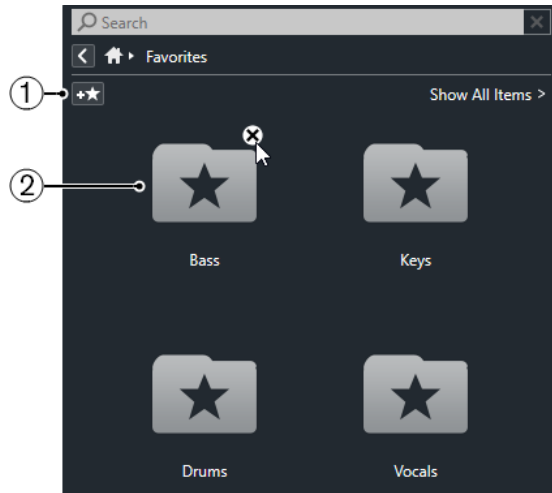 Search
Favorites
1
Show All Items >
2
Bass
Keys
Drums
Vocals